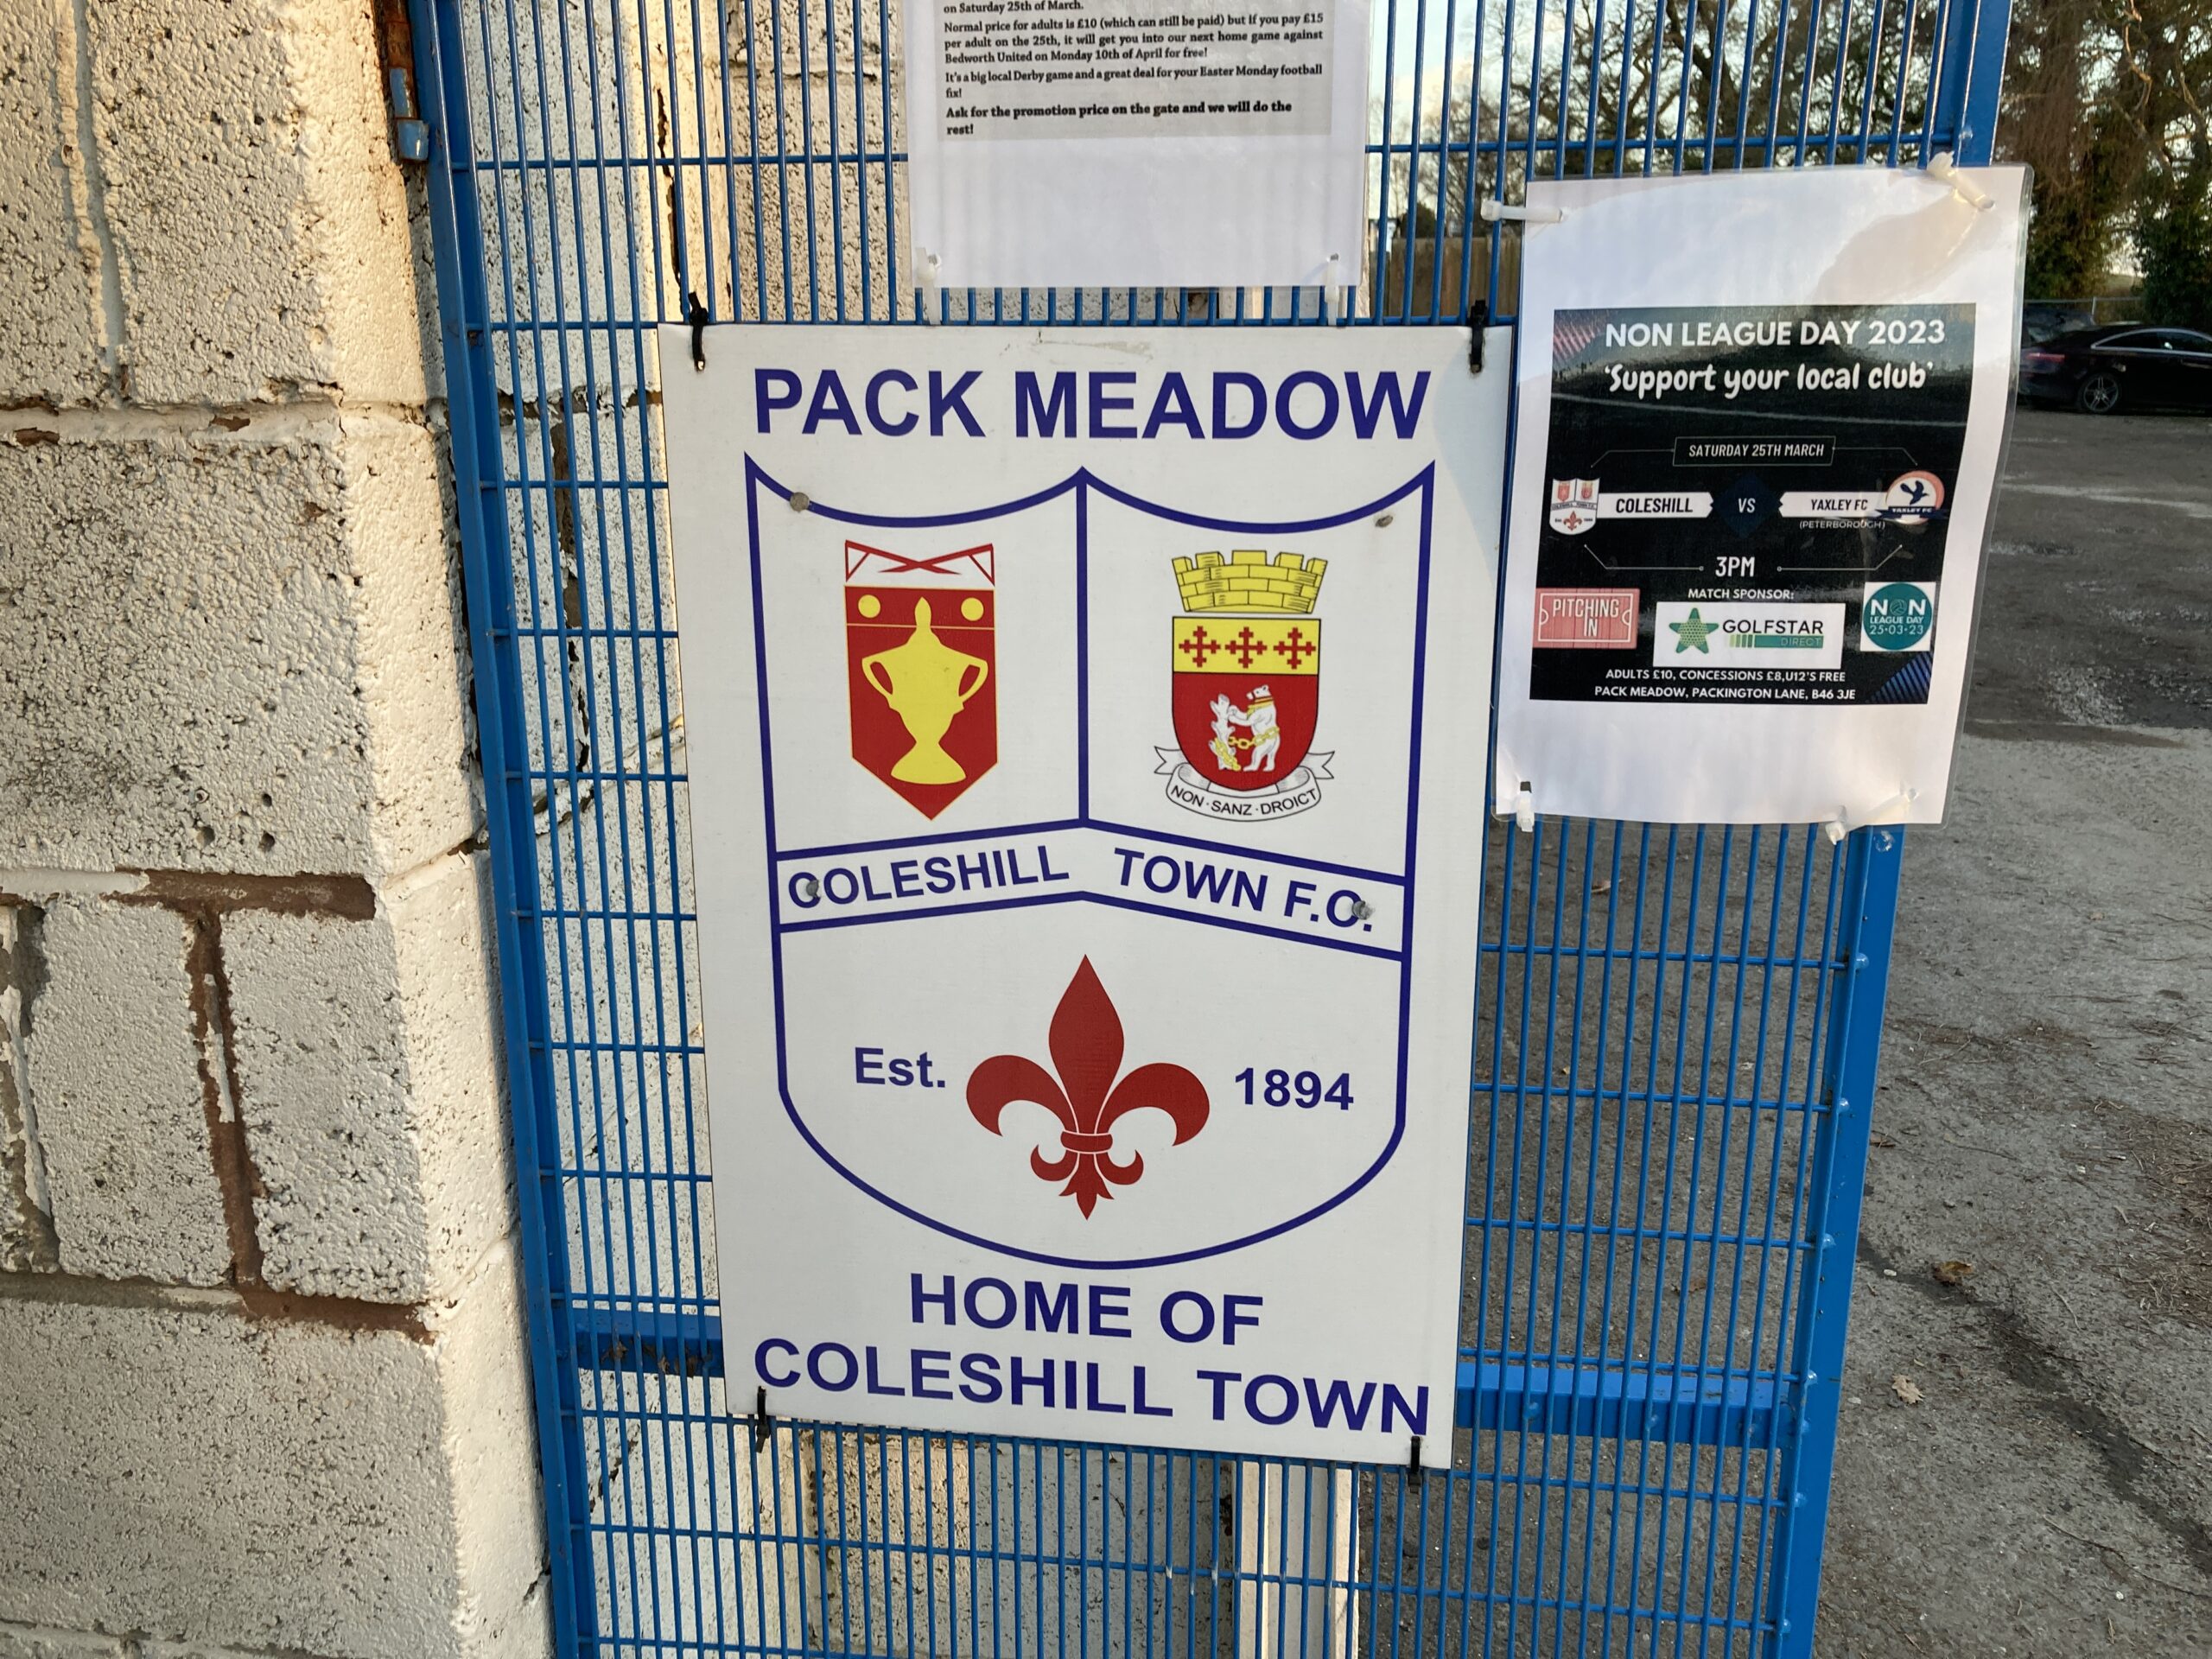 on Saturday 25th of March.
Normal price for adults is £10 (which can still be paid) but if you pay £15
per adult on the 25th, it will get you into our next home game against
Bedworth United on Monday 10th of April for free!
It's a big local Derby game and a great deal for your Easter Monday football
fix!
Ask for the promotion price on the gate and we will do the
rest!
PACK MEADOW
NON·SANZ·DROICT
COLESHILL TOWN F.C.
Est. 1894
HOME OF
COLESHILL TOWN
NON LEAGUE DAY 2023
'Support your local club'
SATURDAY 25TH MARCH
COLESHILL VS YAXLEY FC
YAXLEY FC
(PETERBOROUGH)
3PM
MATCH SPONSOR:
PITCHING
IN
GOLFSTAR
DIRECT
NON
LEAGUE DAY
25·03·23
ADULTS £10, CONCESSIONS £8,U12'S FREE
PACK MEADOW, PACKINGTON LANE, B46 3JE